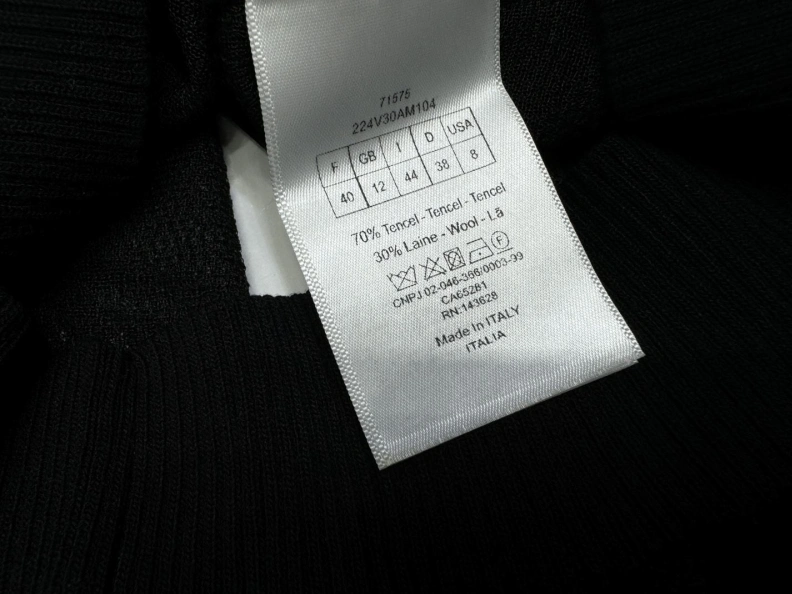 71575
224V30AM104
F GB I D USA
40 12 44 38 8
70% Tencel - Tencel - Tencel
30% Laine - Wool - Lã
F
CNPJ 02-046-366/0003-99
CA65281
RN:143628
Made in ITALY
ITALIA